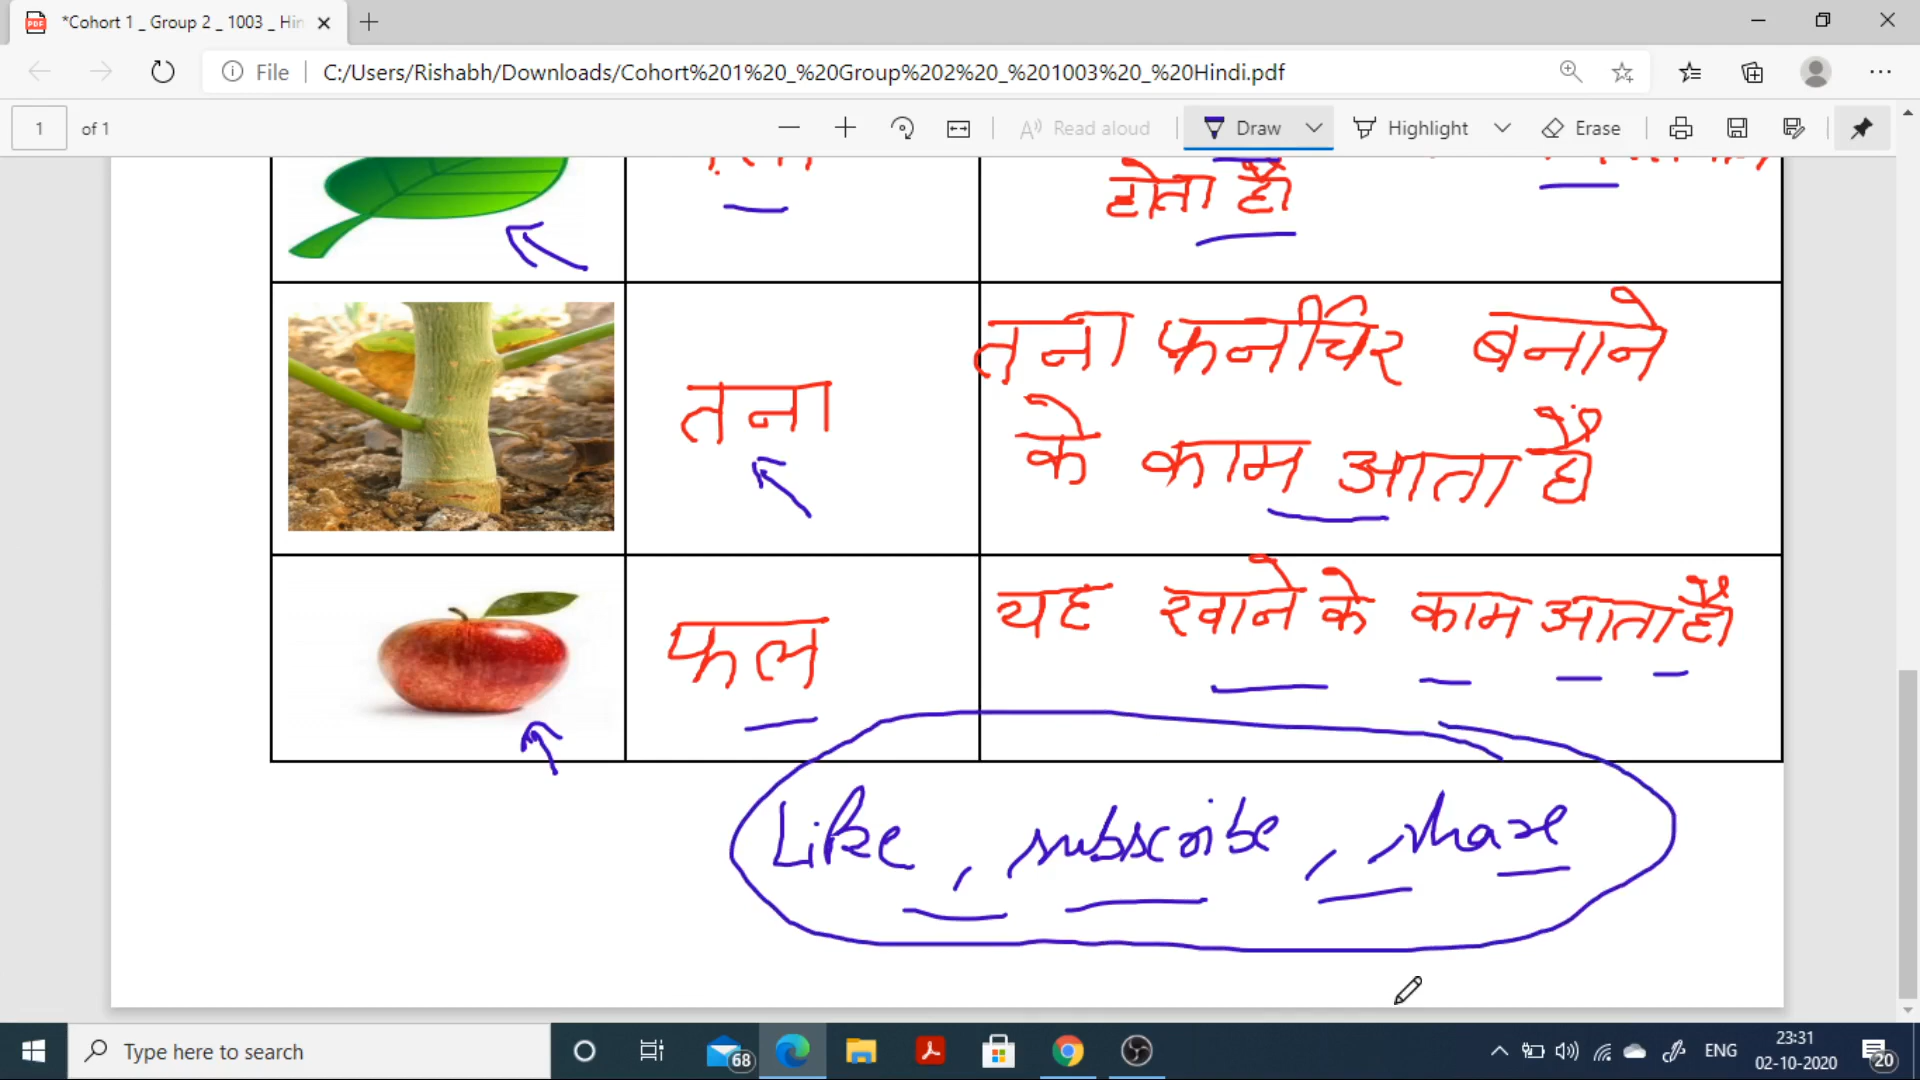 *Cohort 1 _ Group 2 _ 1003 _ Hin
File C:/Users/Rishabh/Downloads/Cohort%201%20_%20Group%202%20_%201003%20_%20Hindi.pdf
1 of 1 Read aloud Draw Highlight Erase
होता है।
तना तना फर्नीचर बनाने
के काम आता है
फल यह खाने के काम आता है।
Like, subscribe, share
Type here to search 68 ENG 23:31
02-10-2020 20